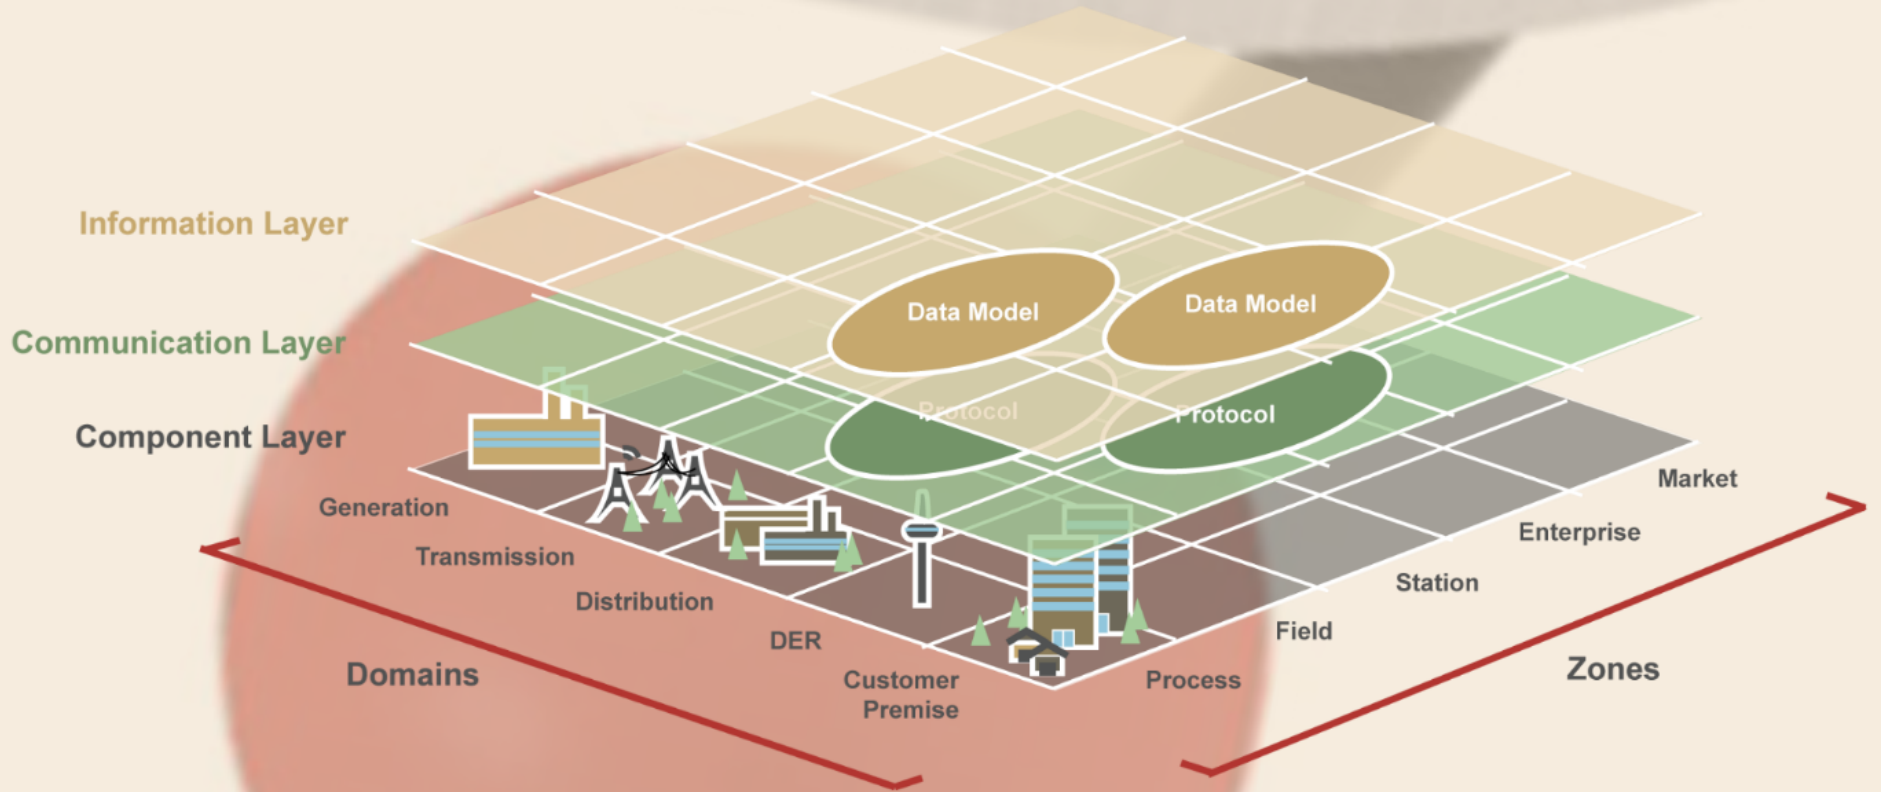 Information Layer
Data Model
Data Model
Communication Layer
Protocol
Protocol
Component Layer
Generation
Transmission
Distribution
DER
Customer
Premise
Domains
Market
Enterprise
Station
Field
Process
Zones